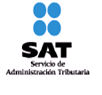 SAT
Servicio de
Administración Tributaria